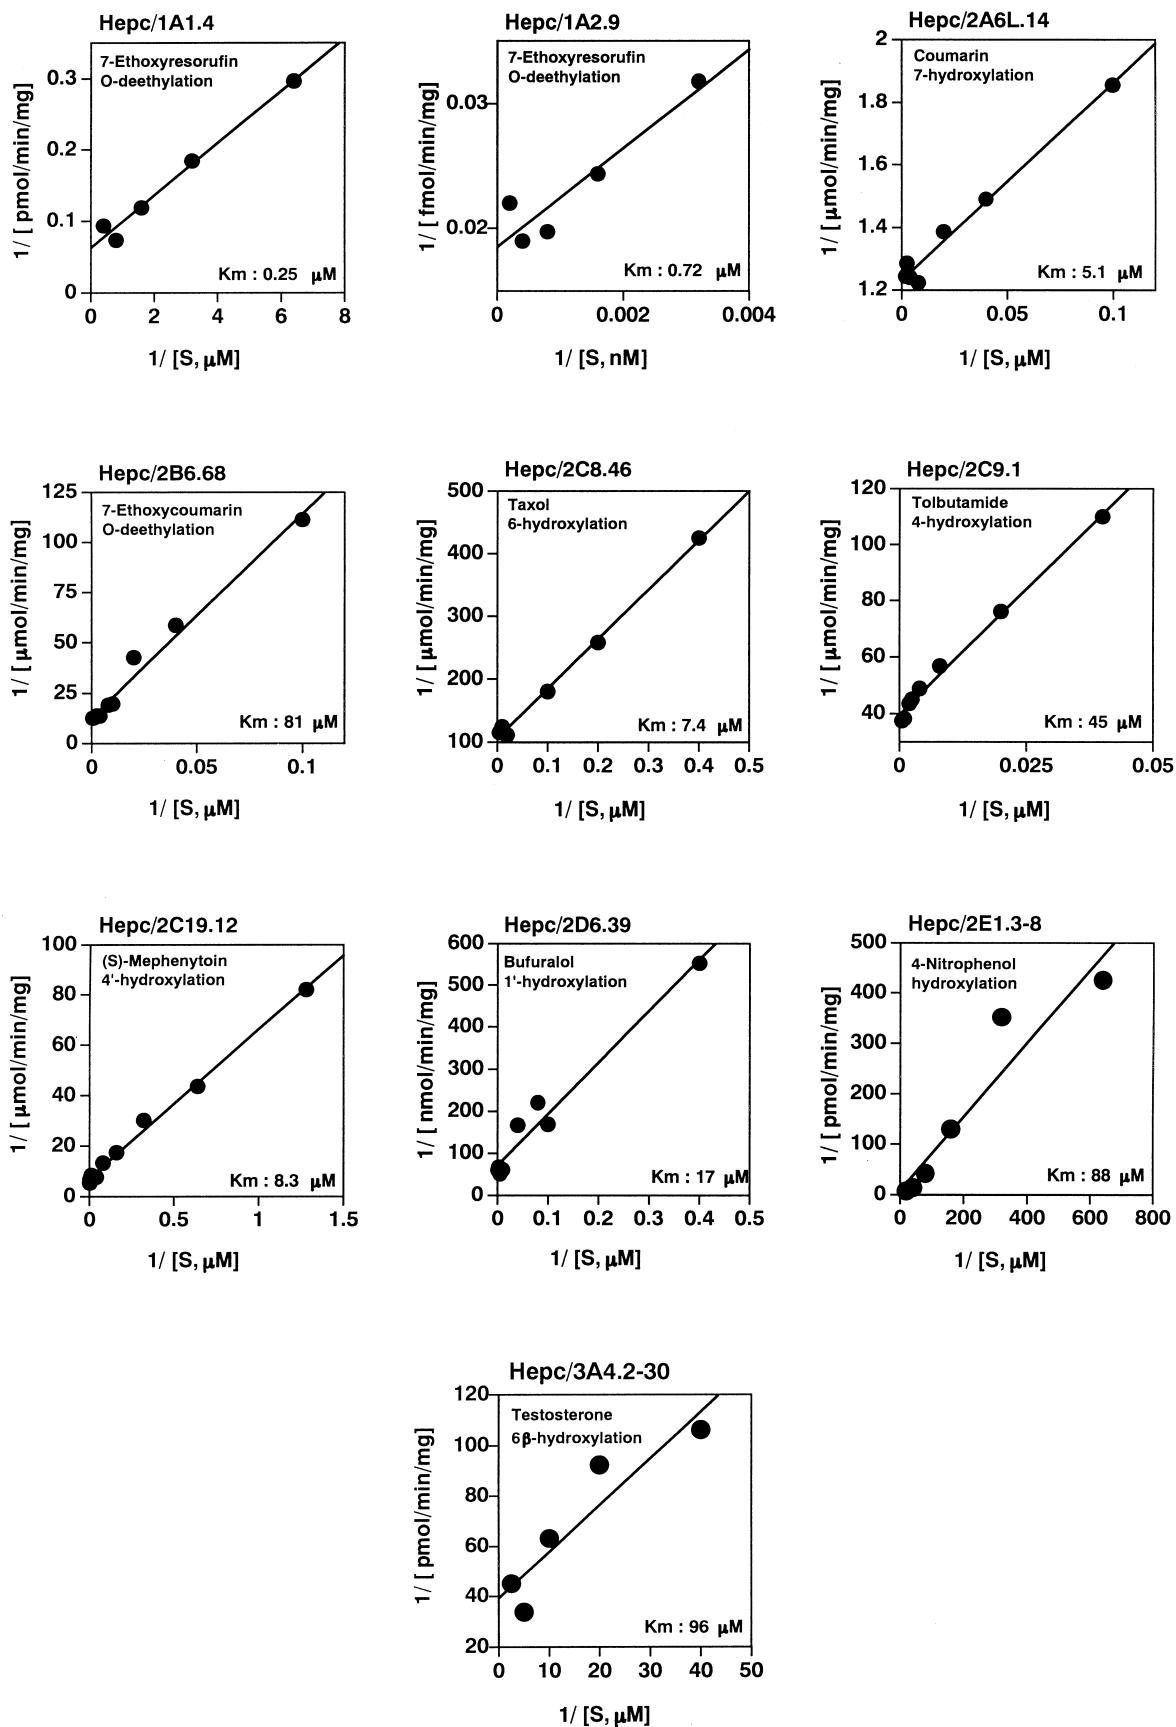 Hepc/1A1.4
1/ [ pmol/min/mg]
7-Ethoxyresorufin
O-deethylation
0.3
0.2
0.1
0
Km : 0.25 μM
0 2 4 6 8
1/ [S, μM]
Hepc/1A2.9
1/ [ fmol/min/mg]
7-Ethoxyresorufin
O-deethylation
0.03
0.02
Km : 0.72 μM
0 0.002 0.004
1/ [S, nM]
Hepc/2A6L.14
1/ [ μmol/min/mg]
2
Coumarin
7-hydroxylation
1.8
1.6
1.4
1.2
Km : 5.1 μM
0 0.05 0.1
1/ [S, μM]
Hepc/2B6.68
1/ [ μmol/min/mg]
125
7-Ethoxycoumarin
O-deethylation
100
75
50
25
0
Km : 81 μM
0 0.05 0.1
1/ [S, μM]
Hepc/2C8.46
1/ [μmol/min/mg]
500
Taxol
6-hydroxylation
400
300
200
100
Km : 7.4 μM
0 0.1 0.2 0.3 0.4 0.5
1/ [S, μM]
Hepc/2C9.1
1/ [μmol/min/mg]
120
Tolbutamide
4-hydroxylation
100
80
60
40
Km : 45 μM
0 0.025 0.05
1/ [S, μM]
Hepc/2C19.12
1/ [ μmol/min/mg]
100
(S)-Mephenytoin
4'-hydroxylation
80
60
40
20
0
Km : 8.3 μM
0 0.5 1 1.5
1/ [S, μM]
Hepc/2D6.39
1/ [ nmol/min/mg]
600
Bufuralol
1'-hydroxylation
500
400
300
200
100
0
Km : 17 μM
0 0.1 0.2 0.3 0.4 0.5
1/ [S, μM]
Hepc/2E1.3-8
1/ [ pmol/min/mg]
500
4-Nitrophenol
hydroxylation
400
300
200
100
0
Km : 88 μM
0 200 400 600 800
1/ [S, μM]
Hepc/3A4.2-30
1/ [ pmol/min/mg]
120
Testosterone
6β-hydroxylation
100
80
60
40
20
Km : 96 μM
0 10 20 30 40 50
1/ [S, μM]